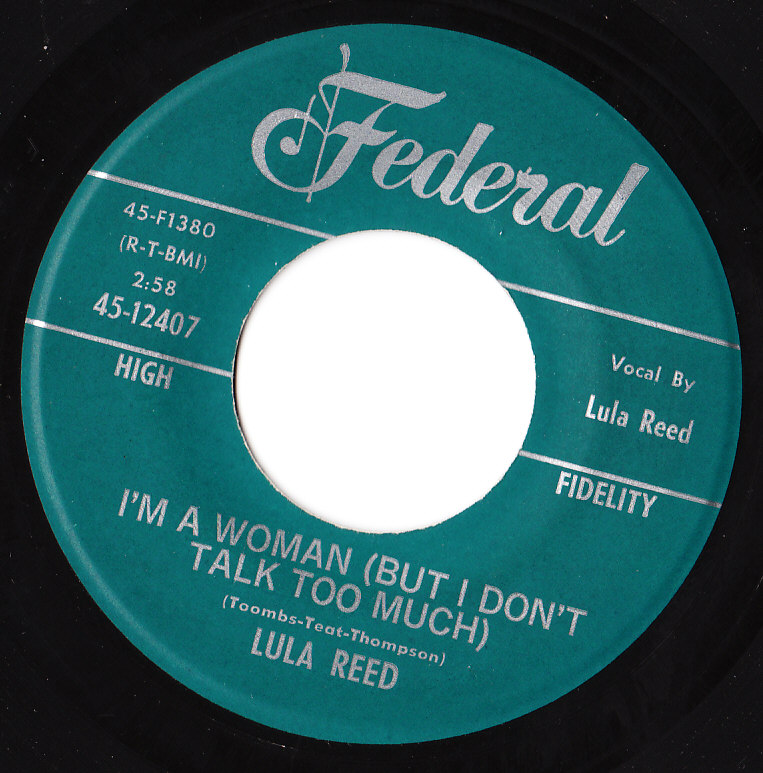 Federal
45-F1380
(R-T-BMI)
2:58
45-12407
HIGH
Vocal By
Lula Reed
FIDELITY
I'M A WOMAN (BUT I DON'T
TALK TOO MUCH)
(Toombs-Teat-Thompson)
LULA REED